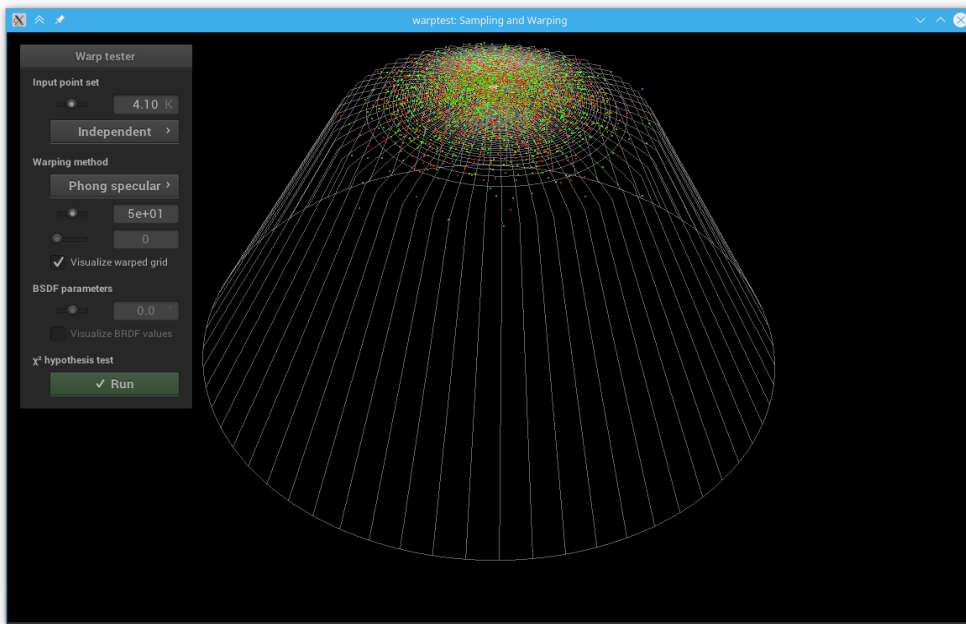 warptest: Sampling and Warping
Warp tester
Input point set
4.10 K
Independent
Warping method
Phong specular
5e+01
0
Visualize warped grid
BSDF parameters
0.0 °
Visualize BRDF values
χ² hypothesis test
Run